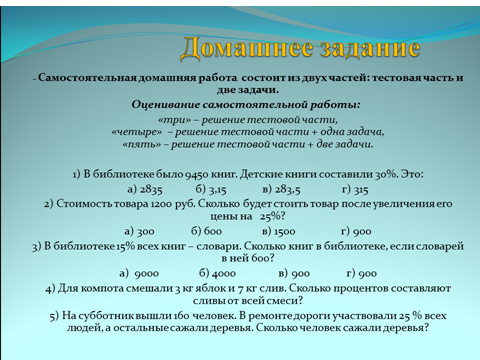 Домашнее задание
- Самостоятельная домашняя работа состоит из двух частей: тестовая часть и
две задачи.
Оценивание самостоятельной работы:
«три» – решение тестовой части,
«четыре» – решение тестовой части + одна задача,
«пять» – решение тестовой части + две задачи.
1) В библиотеке было 9450 книг. Детские книги составили 30%. Это:
а) 2835 б) 3,15 в) 283,5 г) 315
2) Стоимость товара 1200 руб. Сколько будет стоить товар после увеличения его
цены на 25%?
а) 300 б) 600 в) 1500 г) 900
3) В библиотеке 15% всех книг – словари. Сколько книг в библиотеке, если словарей
в ней 600?
а) 9000 б) 4000 в) 900 г) 900
4) Для компота смешали 3 кг яблок и 7 кг слив. Сколько процентов составляют
сливы от всей смеси?
5) На субботник вышли 160 человек. В ремонте дороги участвовали 25 % всех
людей, а остальные сажали деревья. Сколько человек сажали деревья?